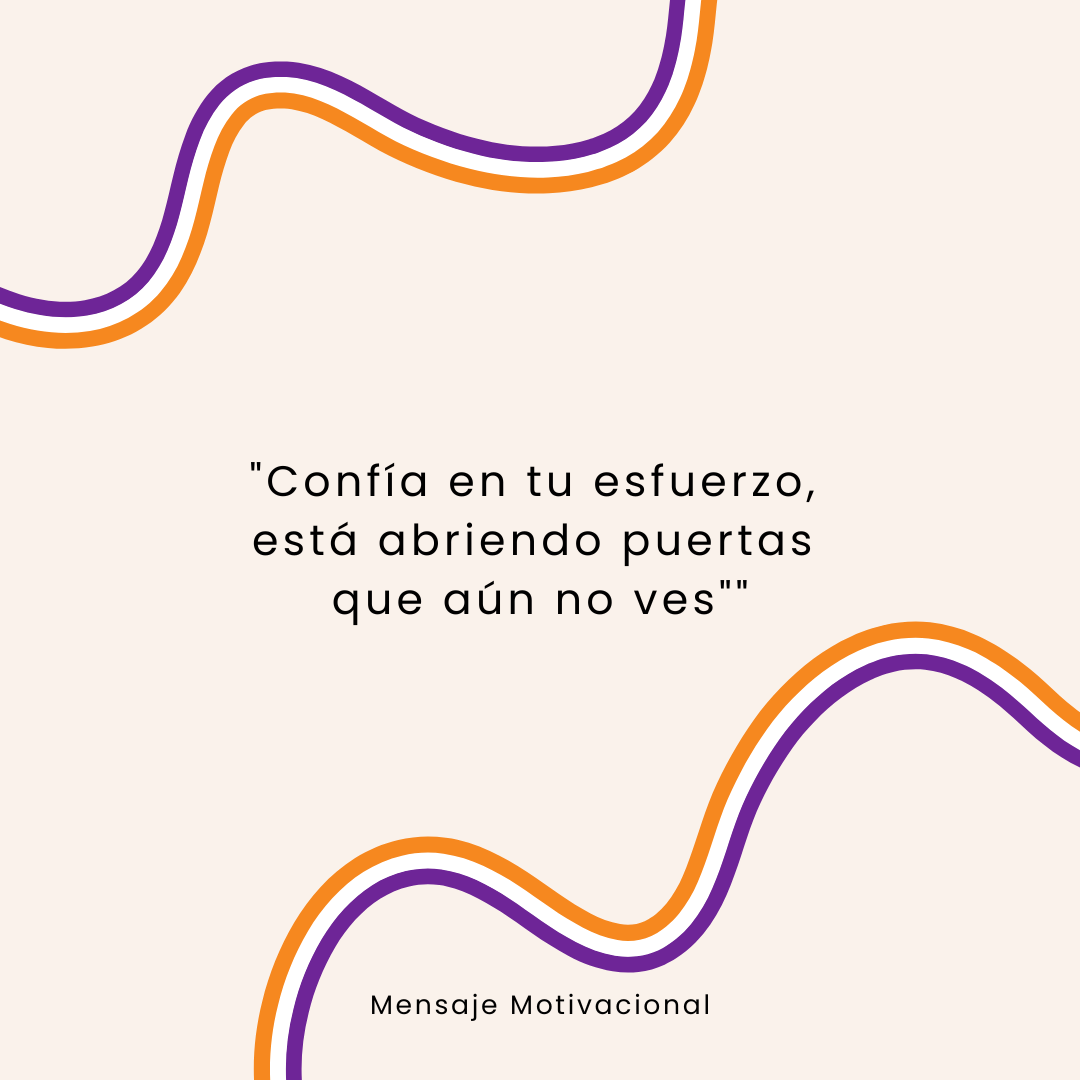 "Confía en tu esfuerzo,
está abriendo puertas
que aún no ves""
Mensaje Motivacional